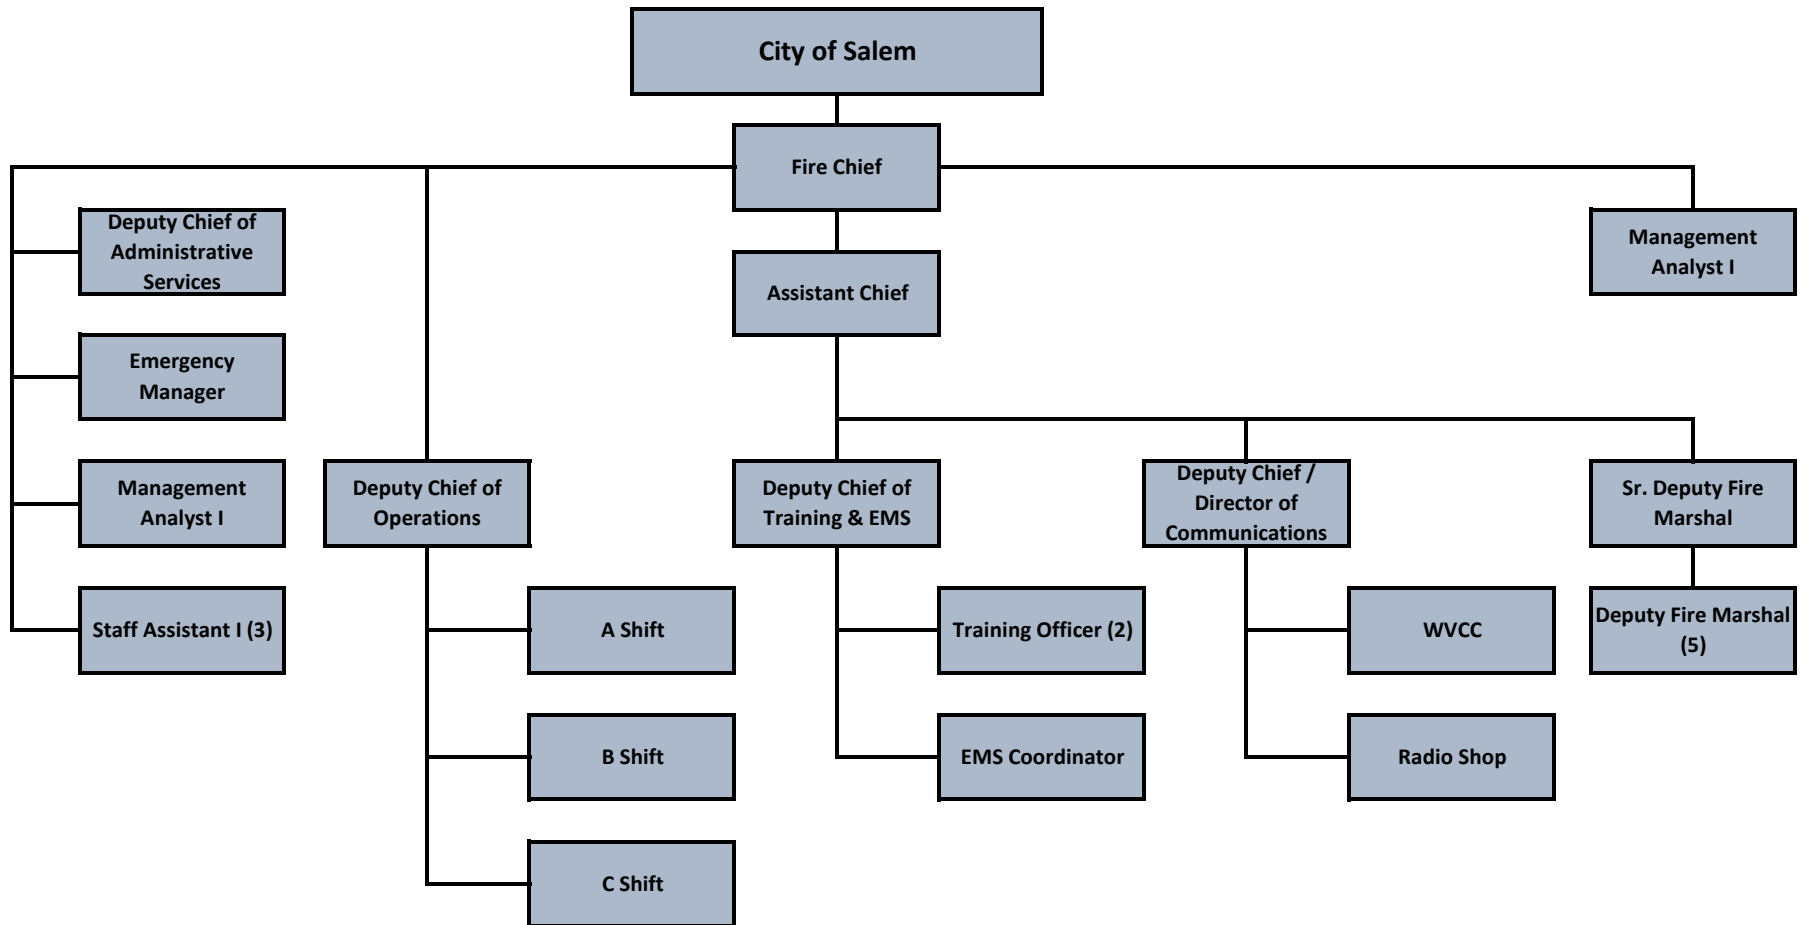 City of Salem
Fire Chief
Deputy Chief of
Administrative
Services
Management
Analyst I
Assistant Chief
Emergency
Manager
Management
Analyst I
Deputy Chief of
Operations
Deputy Chief of
Training & EMS
Deputy Chief /
Director of
Communications
Sr. Deputy Fire
Marshal
Staff Assistant I (3)
A Shift
Training Officer (2)
WVCC
Deputy Fire Marshal
(5)
B Shift
EMS Coordinator
Radio Shop
C Shift